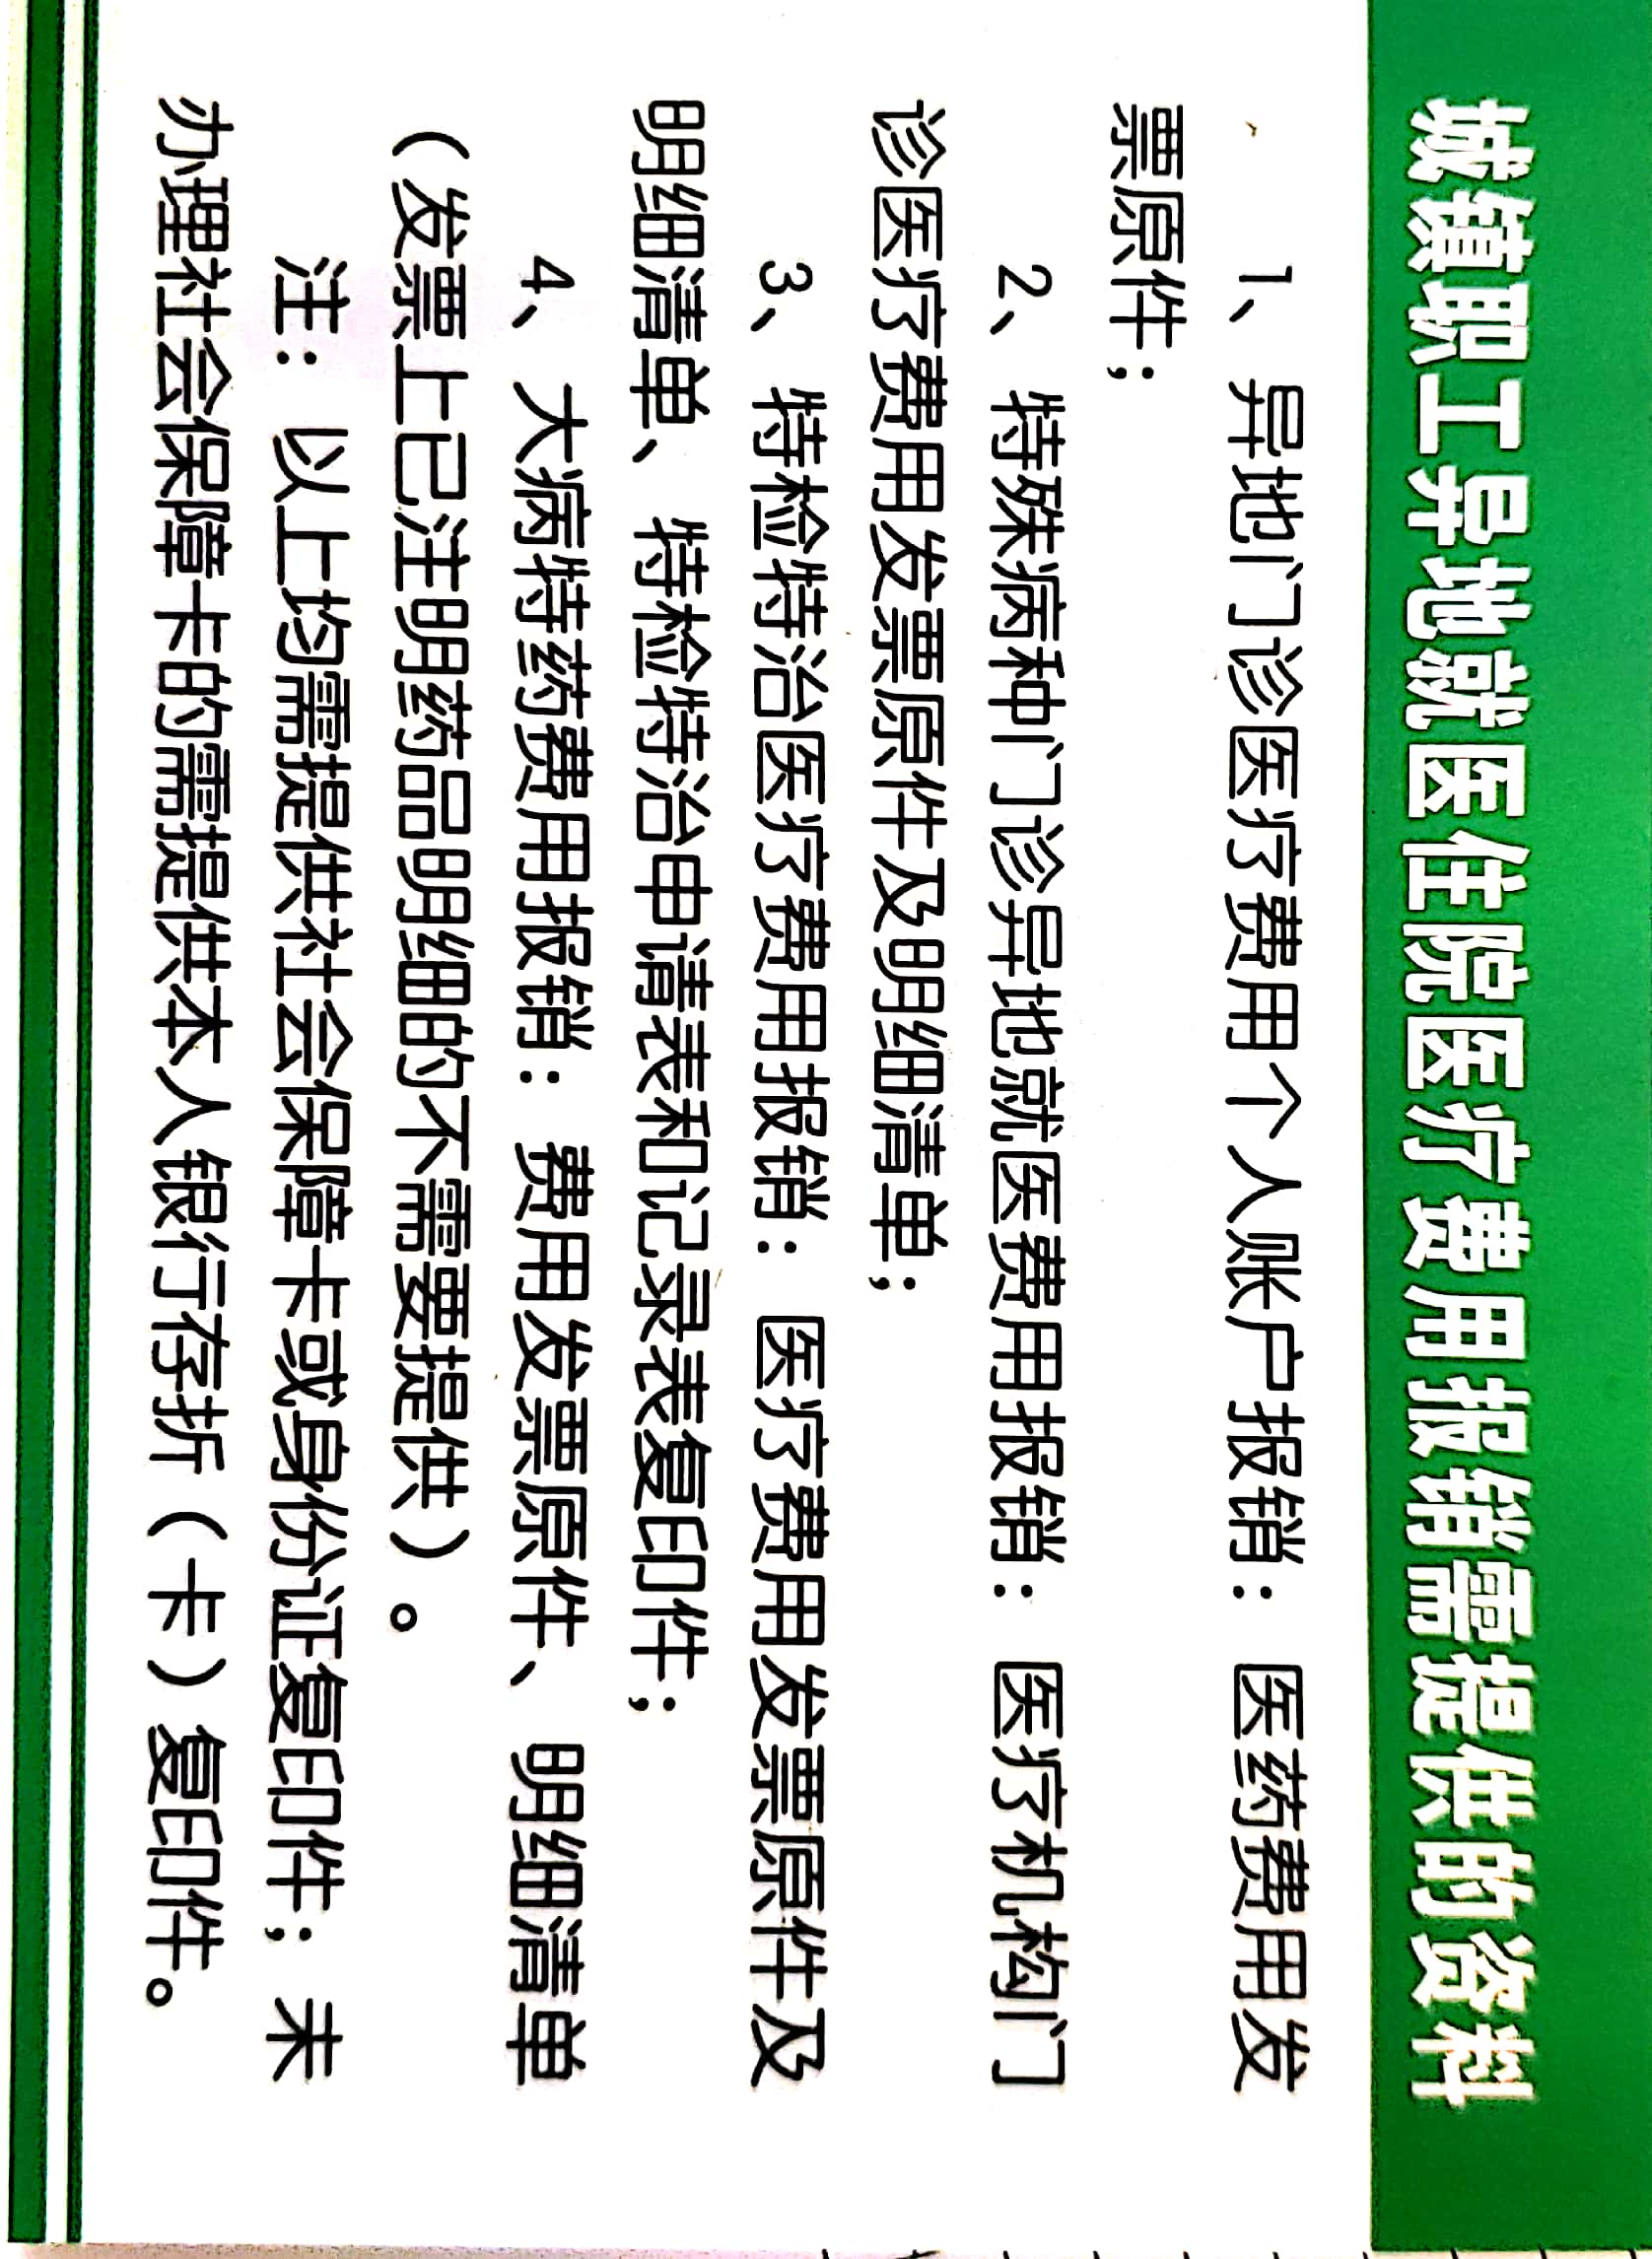 城镇职工异地就医住院医疗费用报销需提供的资料
1、异地门诊医疗费用个人账户报销：医药费用发
票原件；
2、特殊病种门诊异地就医费用报销：医疗机构门
诊医疗费用发票原件及明细清单；
3、特检特治医疗费用报销：医疗费用发票原件及
明细清单、特检特治申请表和记录表复印件；
4、大病特药费用报销：费用发票原件、明细清单
（发票上已注明药品明细的不需要提供）。
注：以上均需提供社会保障卡或身份证复印件；未
办理社会保障卡的需提供本人银行存折（卡）复印件。